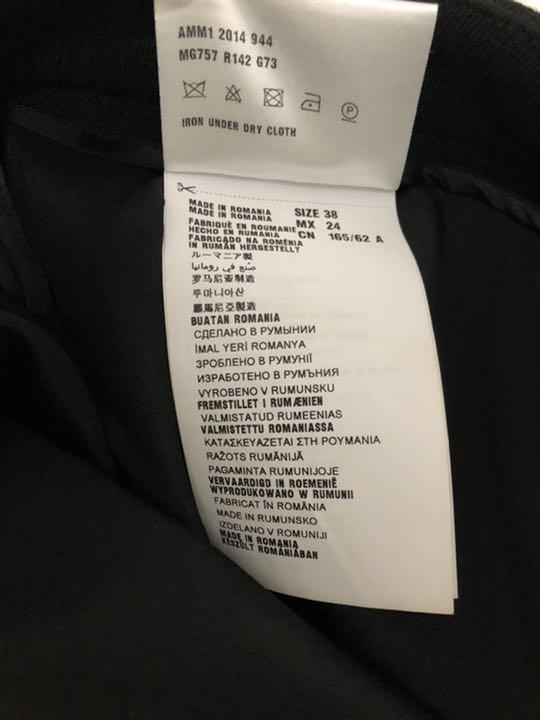 AMM1 2014 944
MG757 R142 G73
P
IRON UNDER DRY CLOTH
MADE IN ROMANIA SIZE 38
MADE IN ROMANIA MX 24
FABRIQUÉ EN ROUMANIE CN 165/62 A
HECHO EN RUMANIA
FABRICADO NA ROMÊNIA
IN RUMÄN HERGESTELLT
ルーマニア製
صنع في رومانيا
罗马尼亚制造
루마니아산
羅馬尼亞製造
BUATAN ROMANIA
СДЕЛАНО В РУМЫНИИ
İMAL YERİ ROMANYA
ЗРОБЛЕНО В РУМУНІЇ
ИЗРАБОТЕНО В РУМЪНИЯ
VYROBENO V RUMUNSKU
FREMSTILLET I RUMÆNIEN
VALMISTATUD RUMEENIAS
VALMISTETTU ROMANIASSA
ΚΑΤΑΣΚΕΥΑΖΕΤΑΙ ΣΤΗ ΡΟΥΜΑΝΙΑ
RAŽOTS RUMĀNIJĀ
PAGAMINTA RUMUNIJOJE
VERVAARDIGD IN ROEMENIË
WYPRODUKOWANO W RUMUNII
FABRICAT ÎN ROMÂNIA
MADE IN RUMUNSKO
IZDELANO V ROMUNIJI
MADE IN ROMANIA
KÉSZÜLT ROMÁNIÁBAN